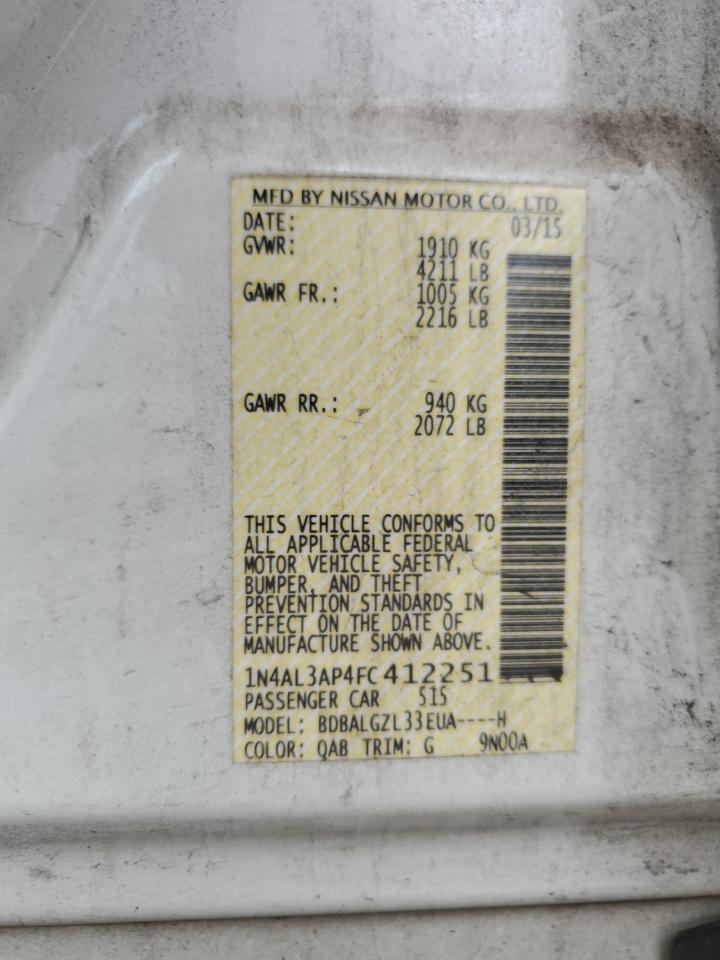 MFD BY NISSAN MOTOR CO., LTD.
DATE: 03/15
GVWR: 1910 KG
4211 LB
GAWR FR.: 1005 KG
2216 LB
GAWR RR.: 940 KG
2072 LB
THIS VEHICLE CONFORMS TO
ALL APPLICABLE FEDERAL
MOTOR VEHICLE SAFETY,
BUMPER, AND THEFT
PREVENTION STANDARDS IN
EFFECT ON THE DATE OF
MANUFACTURE SHOWN ABOVE.
1N4AL3AP4FC412251
PASSENGER CAR 515
MODEL: BDBALGZL33EUA----H
COLOR: QAB TRIM: G 9N00A